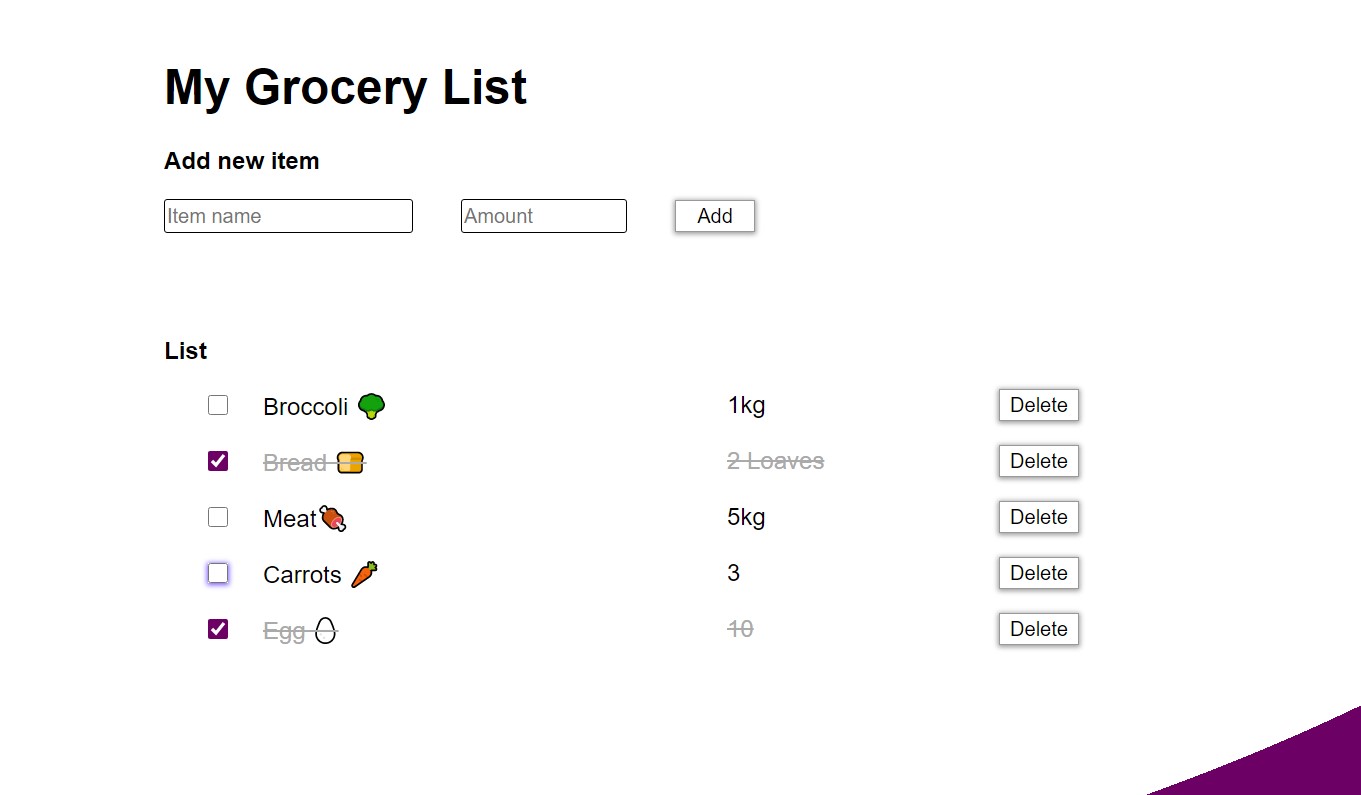 My Grocery List
Add new item
Item name Amount Add
List
Broccoli 🥦 1kg Delete
Bread 🍞 2 Loaves Delete
Meat🍖 5kg Delete
Carrots 🥕 3 Delete
Egg 🥚 10 Delete